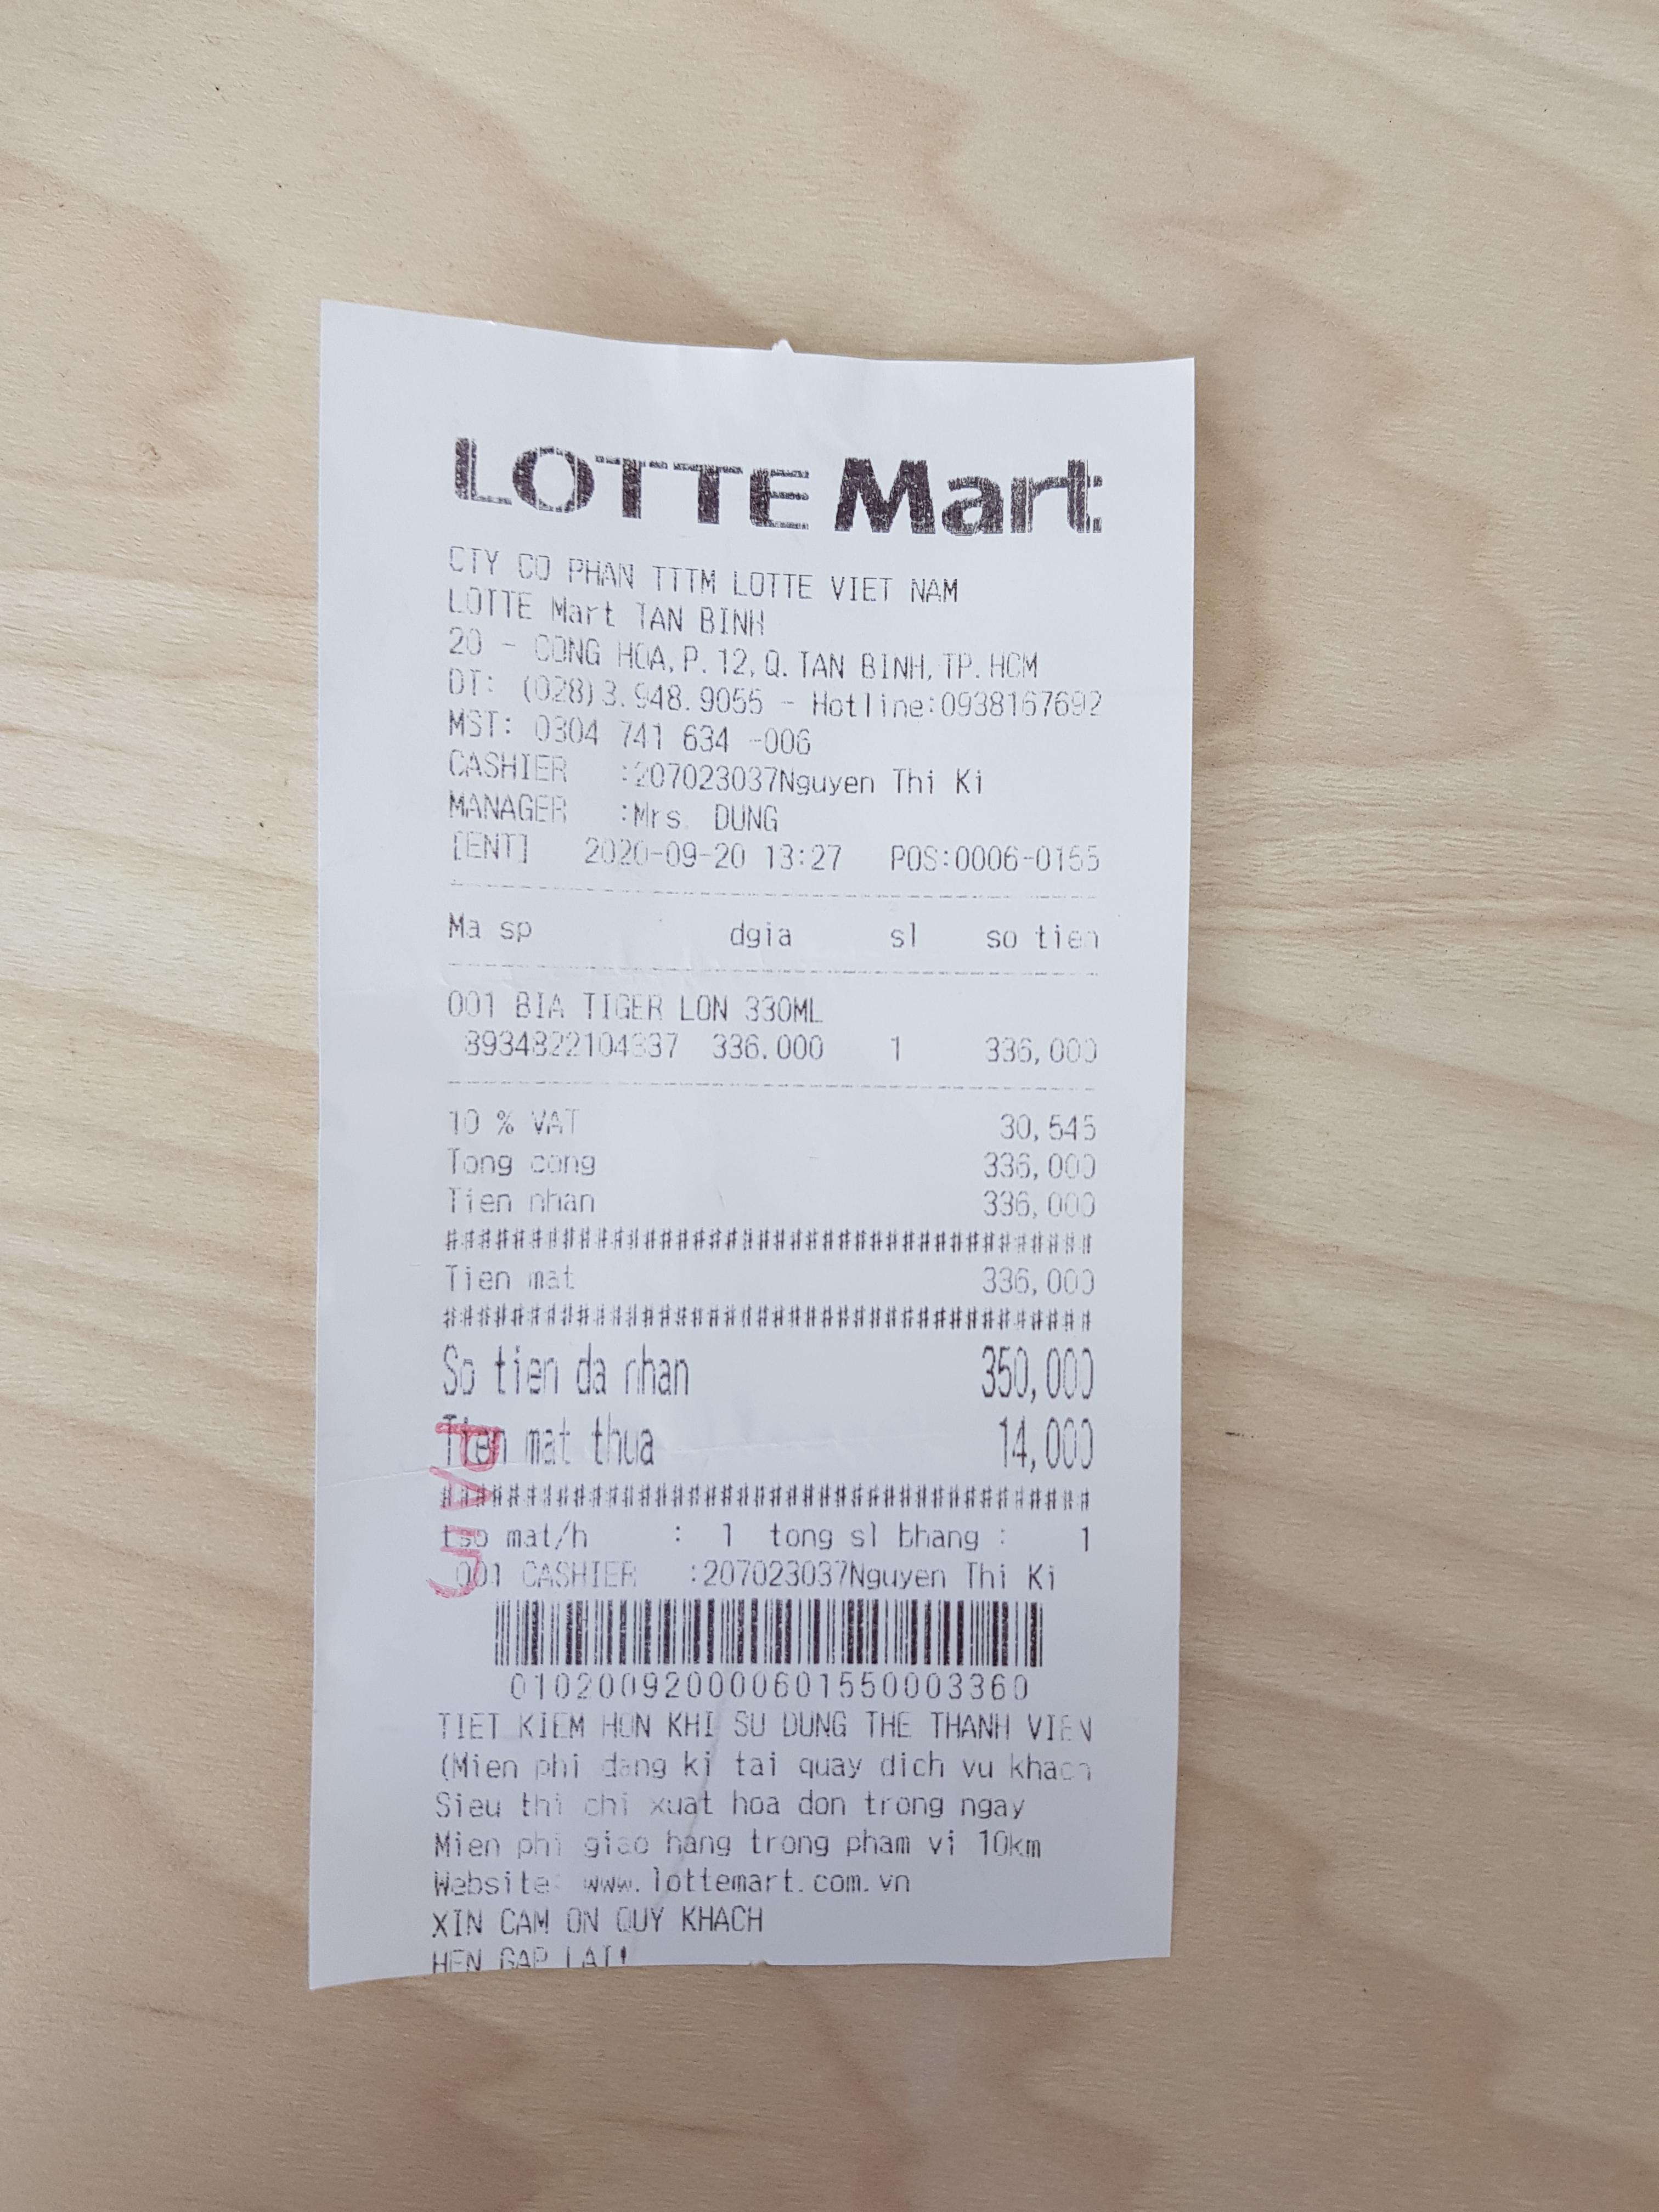 LOTTE Mart
CTY CO PHAN TTTM LOTTE VIET NAM
LOTTE Mart TAN BINH
20 - CONG HOA, P. 12, Q. TAN BINH, TP. HCM
DT: (028)3.948.9055 - Hotline:0938167692
MST: 0304 741 634 -006
CASHIER :207023037Nguyen Thi Ki
MANAGER :Mrs. DUNG
[ENT] 2020-09-20 13:27 POS:0006-0155
Ma sp dgia sl so tien
001 BIA TIGER LON 330ML
8934822104337 336.000 1 336,000
10 % VAT 30,545
Tong cong 336,000
Tien nhan 336,000
########################################
Tien mat 336,000
########################################
So tien da nhan 350,000
Tien mat thua 14,000
########################################
tso mat/h : 1 tong sl bhang : 1
001 CASHIER :207023037Nguyen Thi Ki
PAID
010200920000601550003360
TIET KIEM HON KHI SU DUNG THE THANH VIEN
(Mien phi dang ki tai quay dich vu khach
Sieu thi chi xuat hoa don trong ngay
Mien phi giao hang trong pham vi 10km
Website: www.lottemart.com.vn
XIN CAM ON QUY KHACH
HEN GAP LAI!